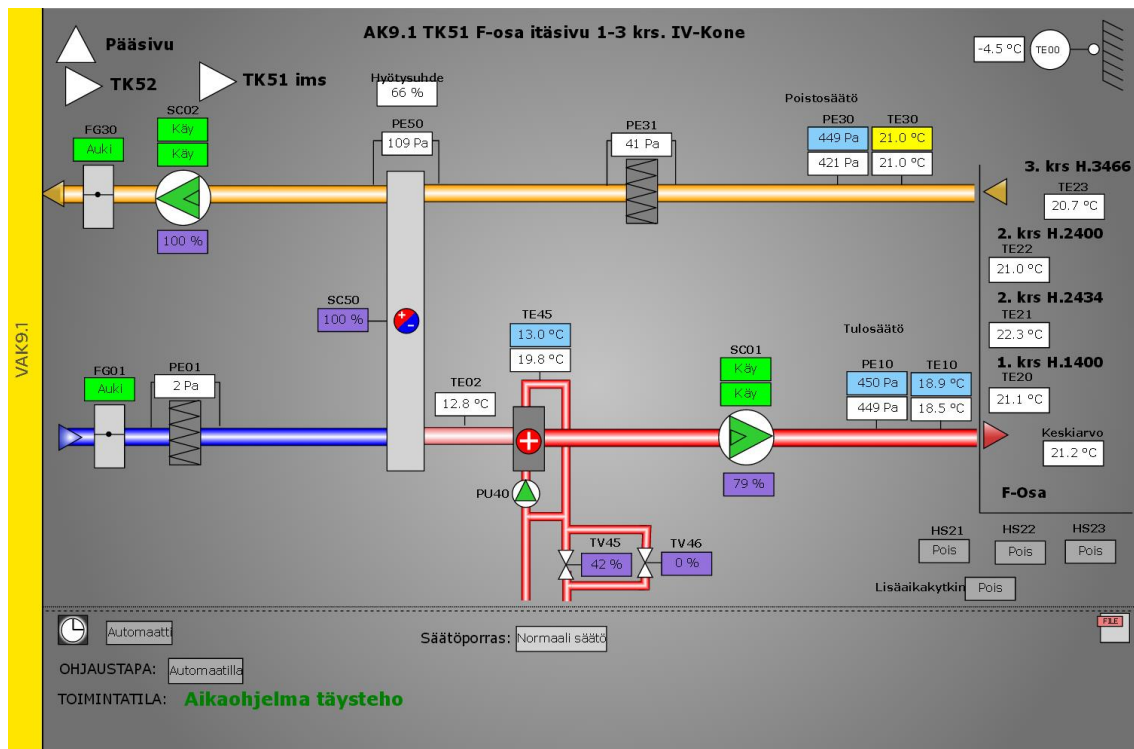 AK9.1 TK51 F-osa itäsivu 1-3 krs. IV-Kone
Pääsivu
TK52
TK51 ims
-4.5 °C
TE00
Hyötysuhde
66 %
SC02
Käy
Käy
100 %
FG30
Auki
PE50
109 Pa
PE31
41 Pa
Poistosäätö
PE30
449 Pa
421 Pa
TE30
21.0 °C
21.0 °C
3. krs H.3466
TE23
20.7 °C
2. krs H.2400
TE22
21.0 °C
2. krs H.2434
TE21
22.3 °C
1. krs H.1400
TE20
21.1 °C
Keskiarvo
21.2 °C
F-Osa
VAK9.1
SC50
100 %
TE45
13.0 °C
19.8 °C
FG01
Auki
PE01
2 Pa
TE02
12.8 °C
SC01
Käy
Käy
79 %
Tulosäätö
PE10
450 Pa
449 Pa
TE10
18.9 °C
18.5 °C
PU40
TV45
42 %
TV46
0 %
HS21
Pois
HS22
Pois
HS23
Pois
Lisäaikakytkin
Pois
Automaatti
Säätöporras:
Normaali säätö
FILE
OHJAUSTAPA:
Automaatilla
TOIMINTATILA:
Aikaohjelma täysteho